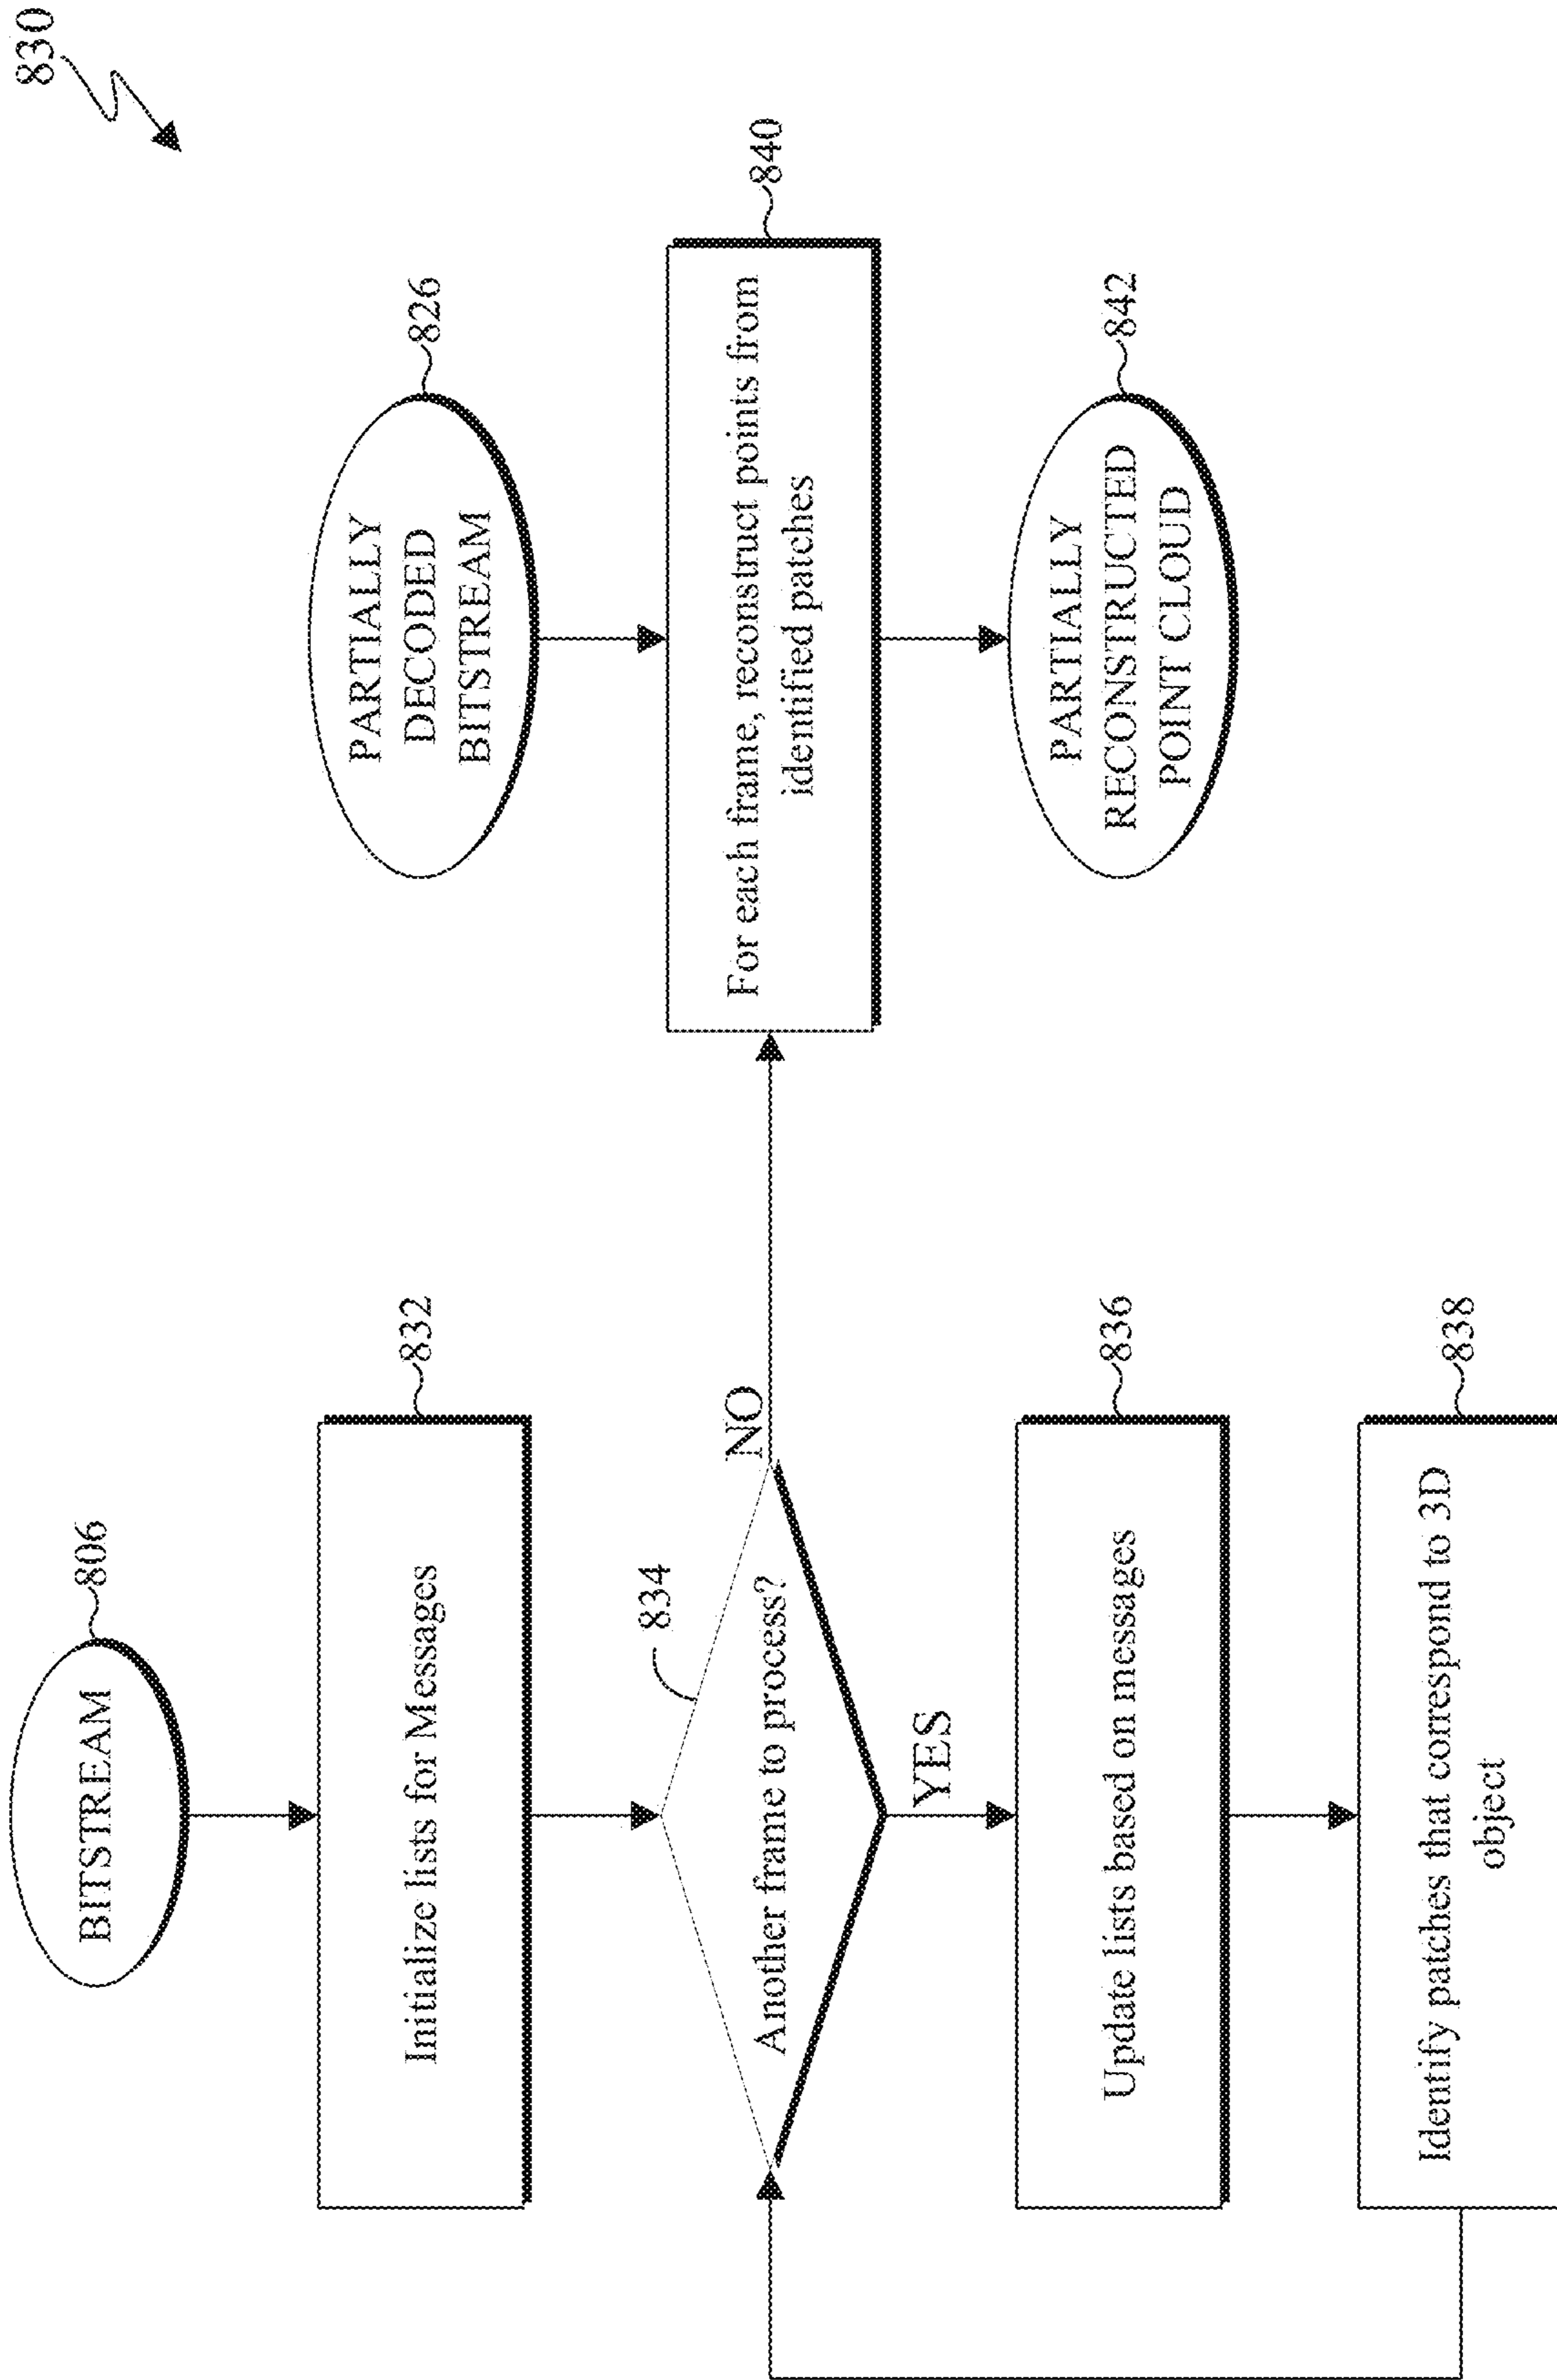 830
BITSTREAM
806
Initialize lists for Messages
832
834
Another frame to process?
NO
YES
Update lists based on messages
836
Identify patches that correspond to 3D
object
838
PARTIALLY
DECODED
BITSTREAM
826
For each frame, reconstruct points from
identified patches
840
PARTIALLY
RECONSTRUCTED
POINT CLOUD
842